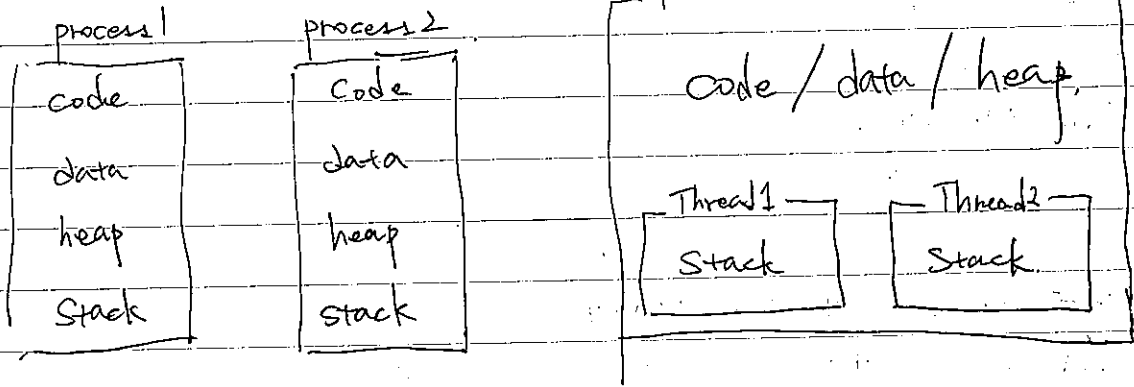 process1
code
data
heap
Stack
process2
Code
data
heap
stack
code / data / heap.
Thread1
Stack
Thread2
Stack